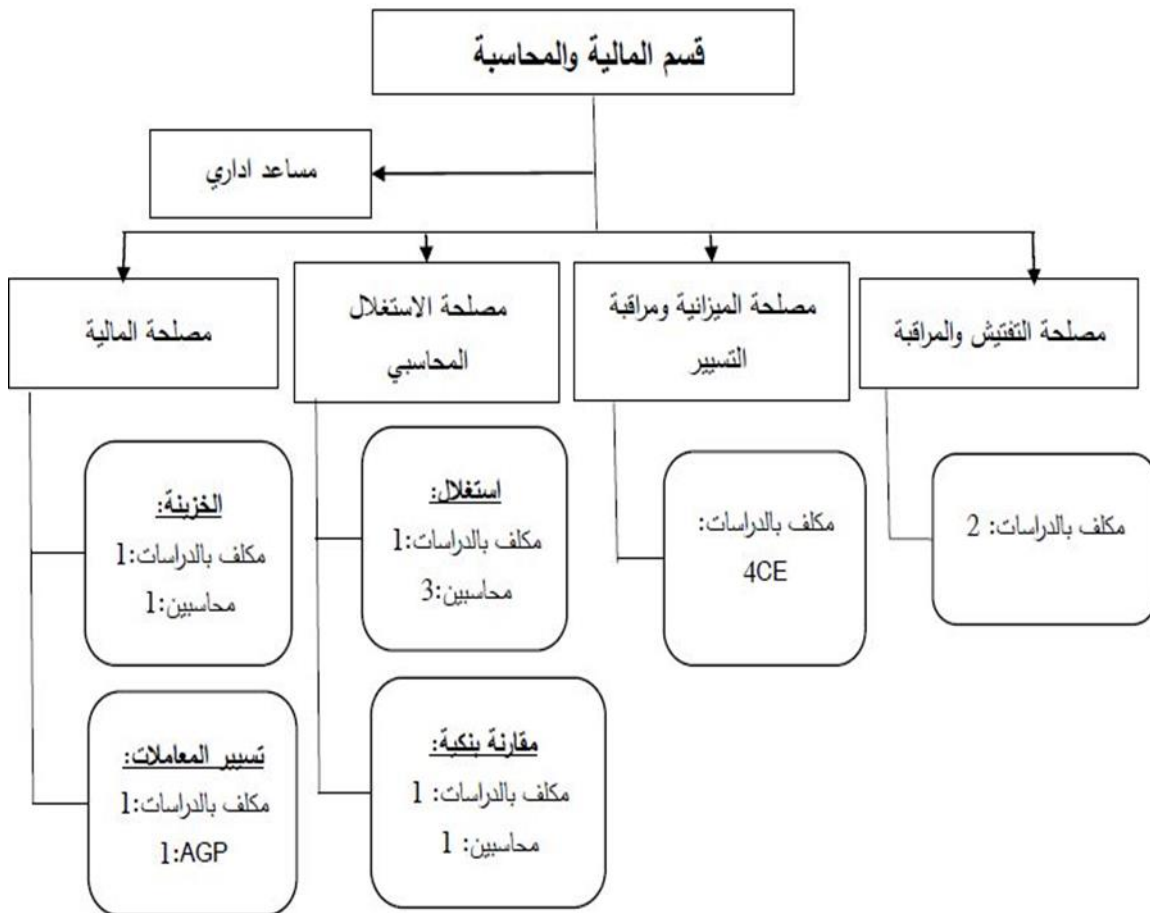 قسم المالية والمحاسبة
مساعد اداري
مصلحة التفتيش والمراقبة
مصلحة الميزانية ومراقبة
التسيير
مصلحة الاستغلال
المحاسبي
مصلحة المالية
مكلف بالدراسات: 2
مكلف بالدراسات:
4CE
استغلال:
مكلف بالدراسات:1
محاسبين:3
الخزينة:
مكلف بالدراسات:1
محاسبين:1
مقارنة بنكية:
مكلف بالدراسات: 1
محاسبين: 1
تسيير المعاملات:
مكلف بالدراسات:1
1:AGP